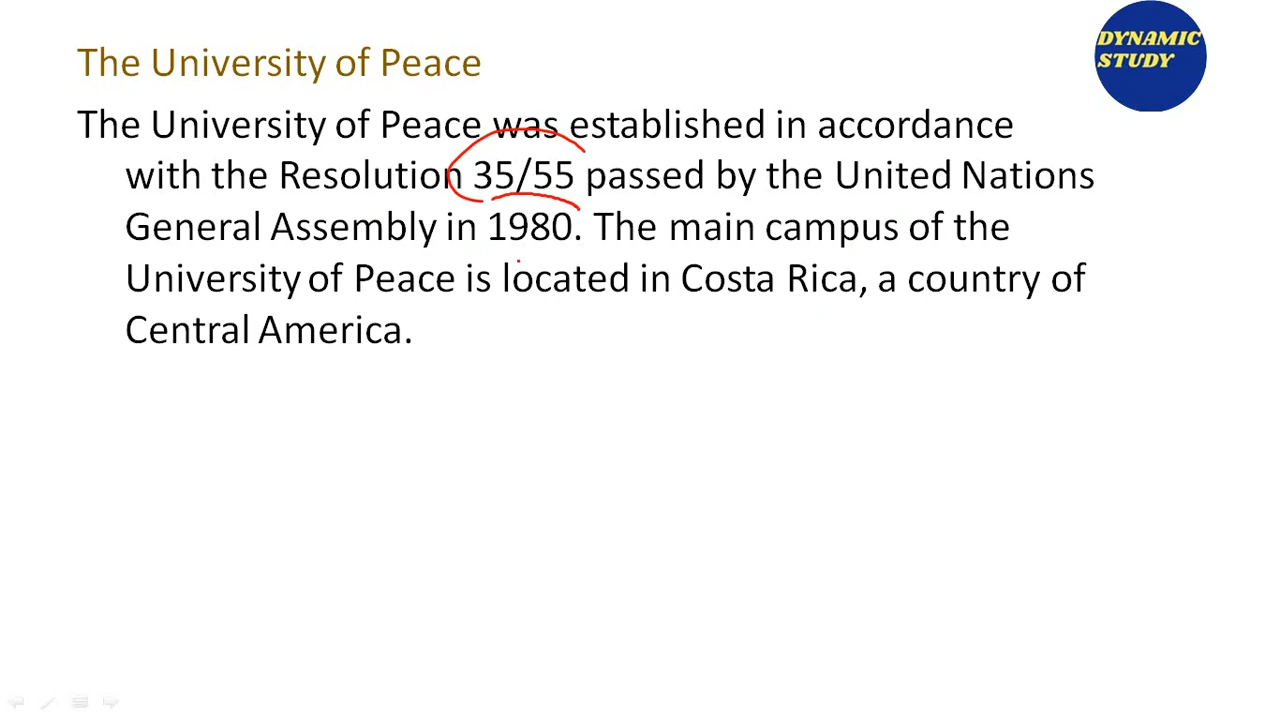 The University of Peace
DYNAMIC
STUDY
The University of Peace was established in accordance
with the Resolution 35/55 passed by the United Nations
General Assembly in 1980. The main campus of the
University of Peace is located in Costa Rica, a country of
Central America.